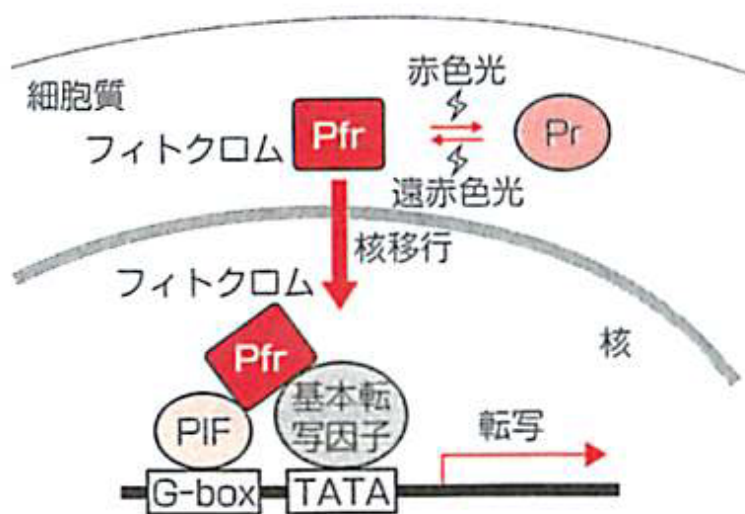 細胞質
赤色光
フィトクロム
Pfr
Pr
遠赤色光
核移行
フィトクロム
核
Pfr
PIF
基本転
写因子
転写
G-box
TATA